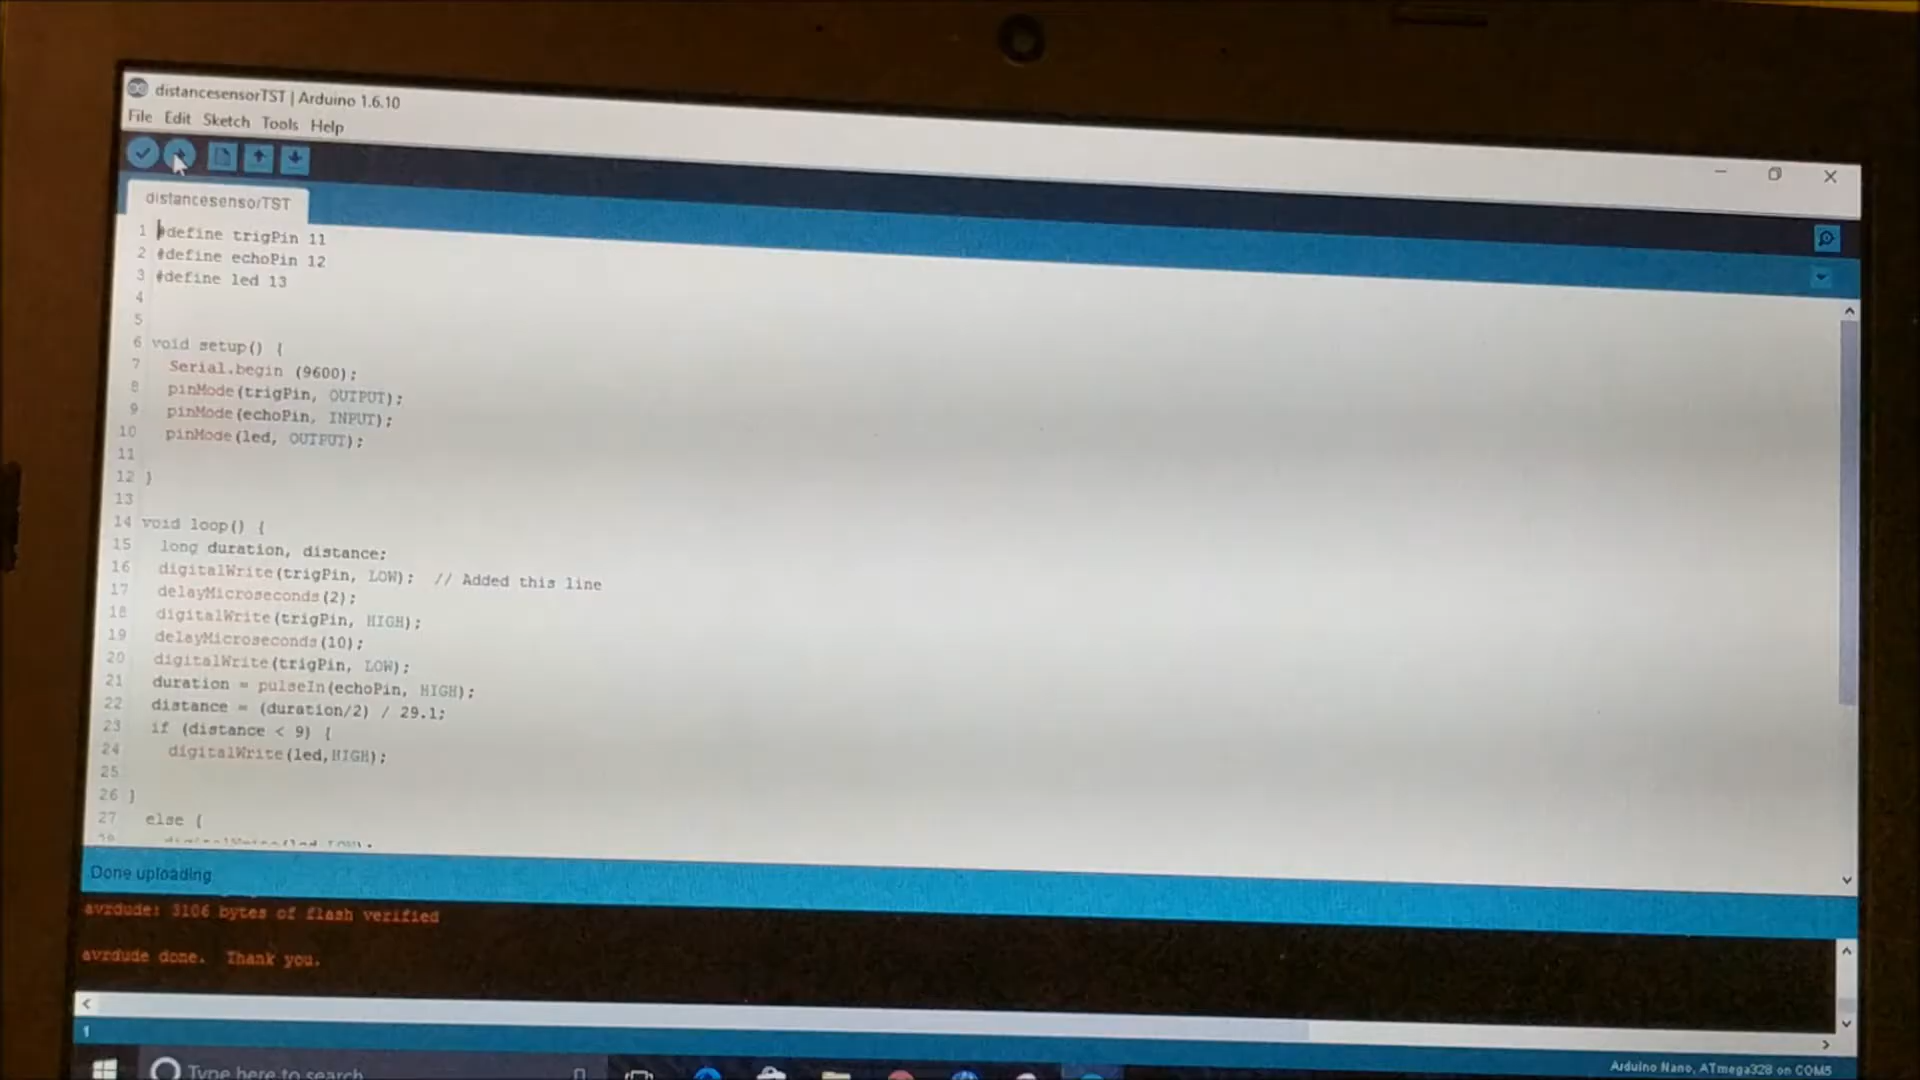 distancesensorTST | Arduino 1.6.10
File Edit Sketch Tools Help
distancesensorTST
1 #define trigPin 11
2 #define echoPin 12
3 #define led 13
4
5
6 void setup() {
7 Serial.begin (9600);
8 pinMode(trigPin, OUTPUT);
9 pinMode(echoPin, INPUT);
10 pinMode(led, OUTPUT);
11
12 }
13
14 void loop() {
15 long duration, distance;
16 digitalWrite(trigPin, LOW); // Added this line
17 delayMicroseconds(2);
18 digitalWrite(trigPin, HIGH);
19 delayMicroseconds(10);
20 digitalWrite(trigPin, LOW);
21 duration = pulseIn(echoPin, HIGH);
22 distance = (duration/2) / 29.1;
23 if (distance < 9) {
24 digitalWrite(led,HIGH);
25
26 }
27 else {
Done uploading
avrdude: 3106 bytes of flash verified
avrdude done. Thank you.
1
Arduino Nano, ATmega328 on COM5
Type here to search